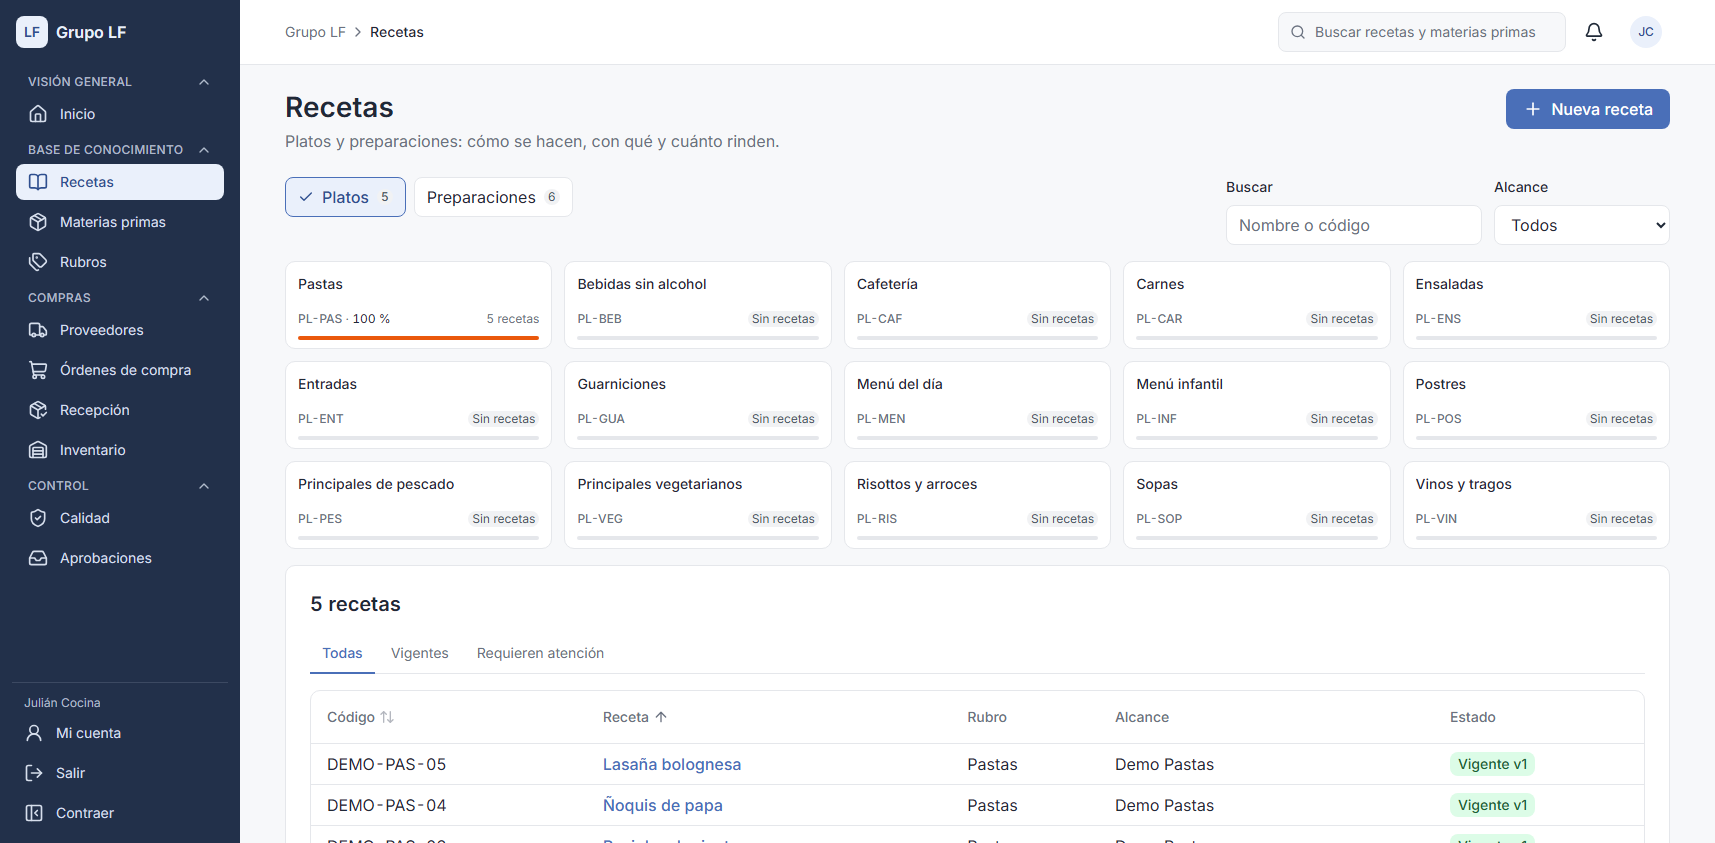 LF Grupo LF
VISIÓN GENERAL
Inicio
BASE DE CONOCIMIENTO
Recetas
Materias primas
Rubros
COMPRAS
Proveedores
Órdenes de compra
Recepción
Inventario
CONTROL
Calidad
Aprobaciones
Julián Cocina
Mi cuenta
Salir
Contraer
Grupo LF > Recetas
Buscar recetas y materias primas
JC
Recetas
Platos y preparaciones: cómo se hacen, con qué y cuánto rinden.
+ Nueva receta
Platos 5
Preparaciones 6
Buscar
Nombre o código
Alcance
Todos
Pastas
PL-PAS · 100 % 5 recetas
Bebidas sin alcohol
PL-BEB Sin recetas
Cafetería
PL-CAF Sin recetas
Carnes
PL-CAR Sin recetas
Ensaladas
PL-ENS Sin recetas
Entradas
PL-ENT Sin recetas
Guarniciones
PL-GUA Sin recetas
Menú del día
PL-MEN Sin recetas
Menú infantil
PL-INF Sin recetas
Postres
PL-POS Sin recetas
Principales de pescado
PL-PES Sin recetas
Principales vegetarianos
PL-VEG Sin recetas
Risottos y arroces
PL-RIS Sin recetas
Sopas
PL-SOP Sin recetas
Vinos y tragos
PL-VIN Sin recetas
5 recetas
Todas Vigentes Requieren atención
Código Receta Rubro Alcance Estado
DEMO-PAS-05 Lasaña bolognesa Pastas Demo Pastas Vigente v1
DEMO-PAS-04 Ñoquis de papa Pastas Demo Pastas Vigente v1